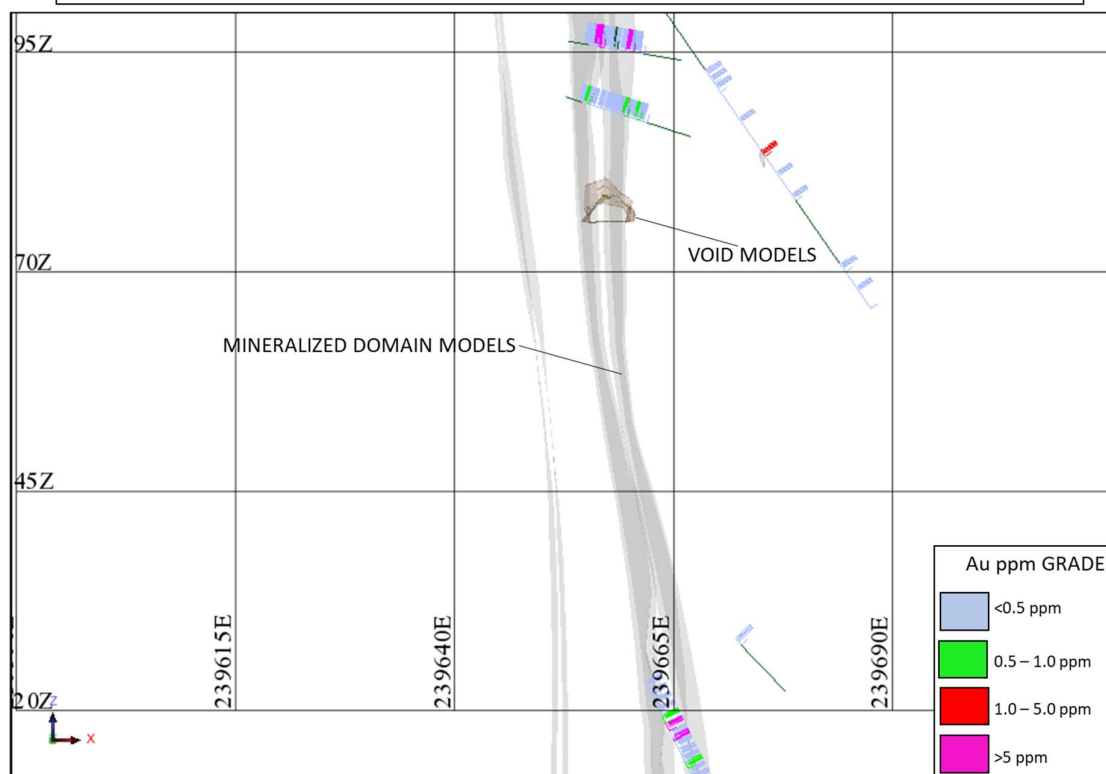 95Z
VOID MODELS
70Z
MINERALIZED DOMAIN MODELS
45Z
239615E
239640E
239665E
239690E
20Z
Z
X
Au ppm GRADE
<0.5 ppm
0.5 – 1.0 ppm
1.0 – 5.0 ppm
>5 ppm